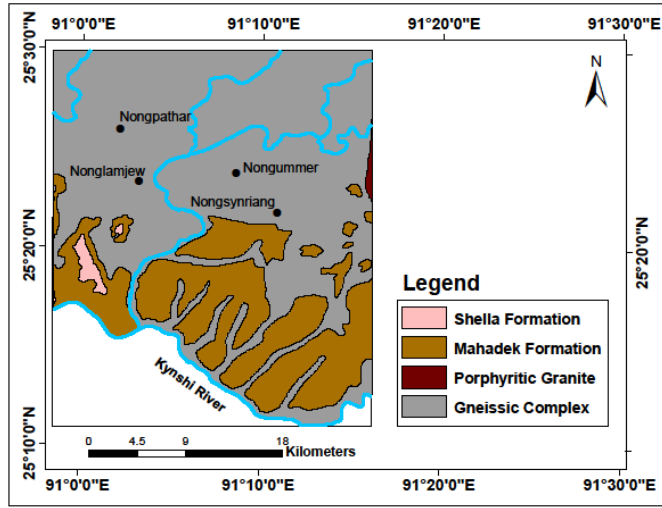 91°0'0"E 91°10'0"E 91°20'0"E 91°30'0"E
25°30'0"N
N
Nongpathar
Nonglamjew
Nongummer
Nongsynriang
25°20'0"N
25°20'0"N
Legend
Shella Formation
Mahadek Formation
Porphyritic Granite
Gneissic Complex
Kynshi River
25°10'0"N
0 4.5 9 18
Kilometers
91°0'0"E 91°10'0"E 91°20'0"E 91°30'0"E